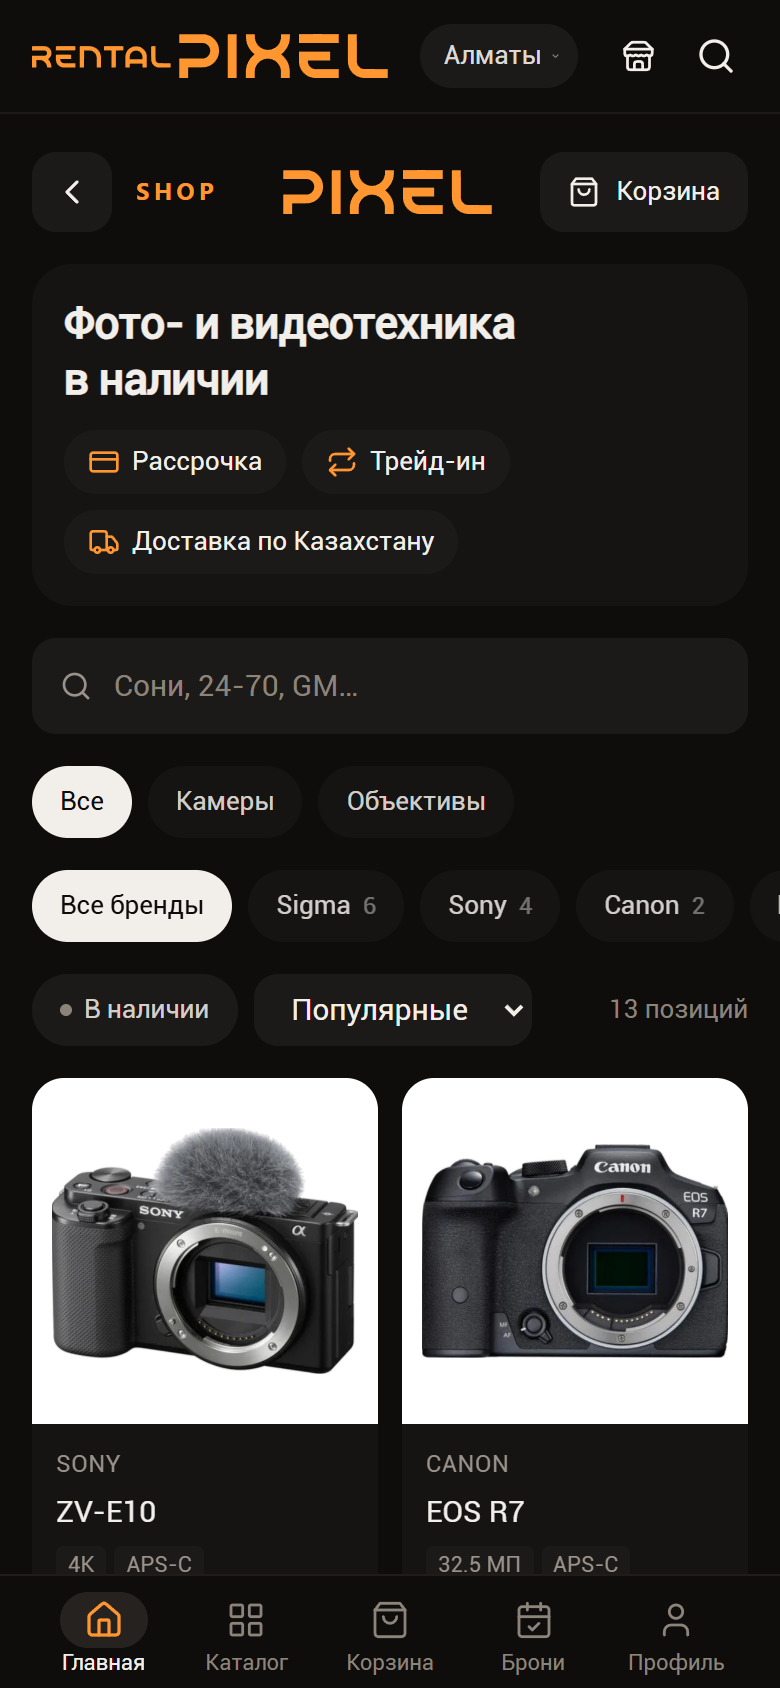 RENTAL PIXEL
Алматы
SHOP
PIXEL
Корзина
Фото- и видеотехника
в наличии
Рассрочка
Трейд-ин
Доставка по Казахстану
Сони, 24-70, GM…
Все
Камеры
Объективы
Все бренды
Sigma 6
Sony 4
Canon 2
В наличии
Популярные
13 позиций
SONY
α
Canon
EOS
R7
MF
AF
SONY
ZV-E10
4K
APS-C
CANON
EOS R7
32.5 МП
APS-C
Главная
Каталог
Корзина
Брони
Профиль